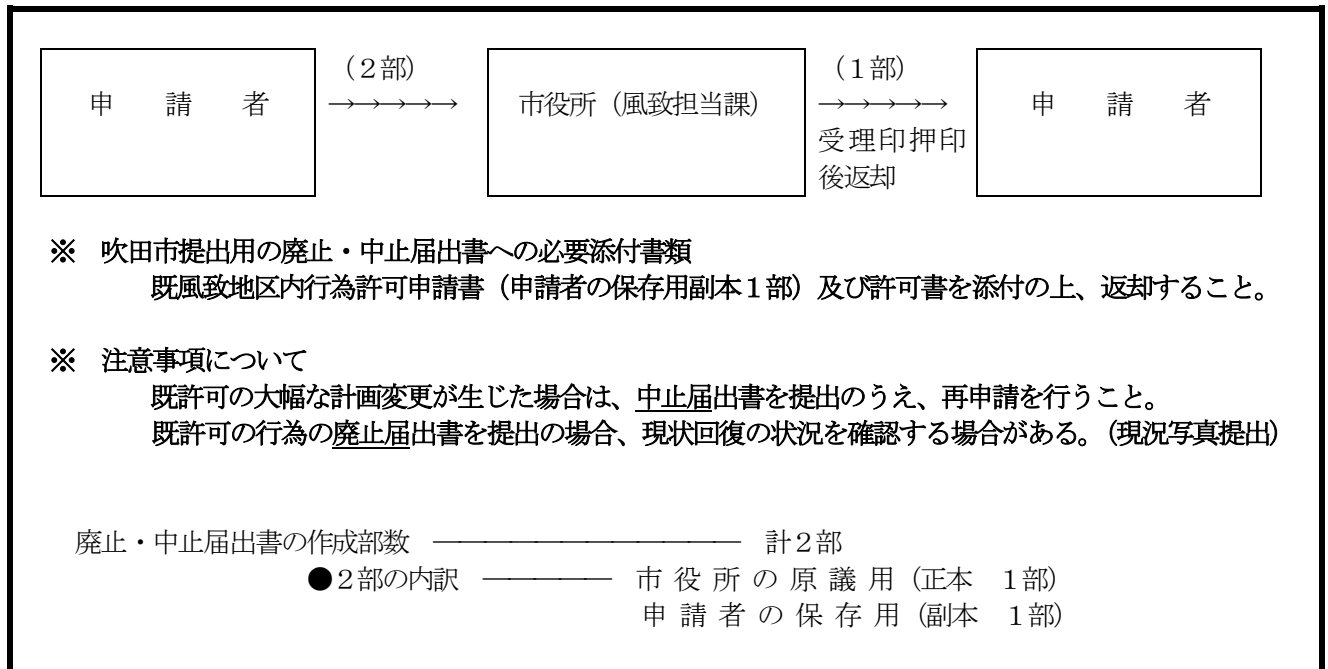 （２部）
（１部）
申　請　者
→→→→→
市役所（風致担当課）
→→→→→
申　請　者
受理印押印
後返却
※　吹田市提出用の廃止・中止届出書への必要添付書類
既風致地区内行為許可申請書（申請者の保存用副本１部）及び許可書を添付の上、返却すること。
※　注意事項について
既許可の大幅な計画変更が生じた場合は、中止届出書を提出のうえ、再申請を行うこと。
既許可の行為の廃止届出書を提出の場合、現状回復の状況を確認する場合がある。（現況写真提出）
廃止・中止届出書の作成部数　――――――――――――　計２部
●２部の内訳　―――――　市役所の原議用（正本　１部）
申請者の保存用（副本　１部）